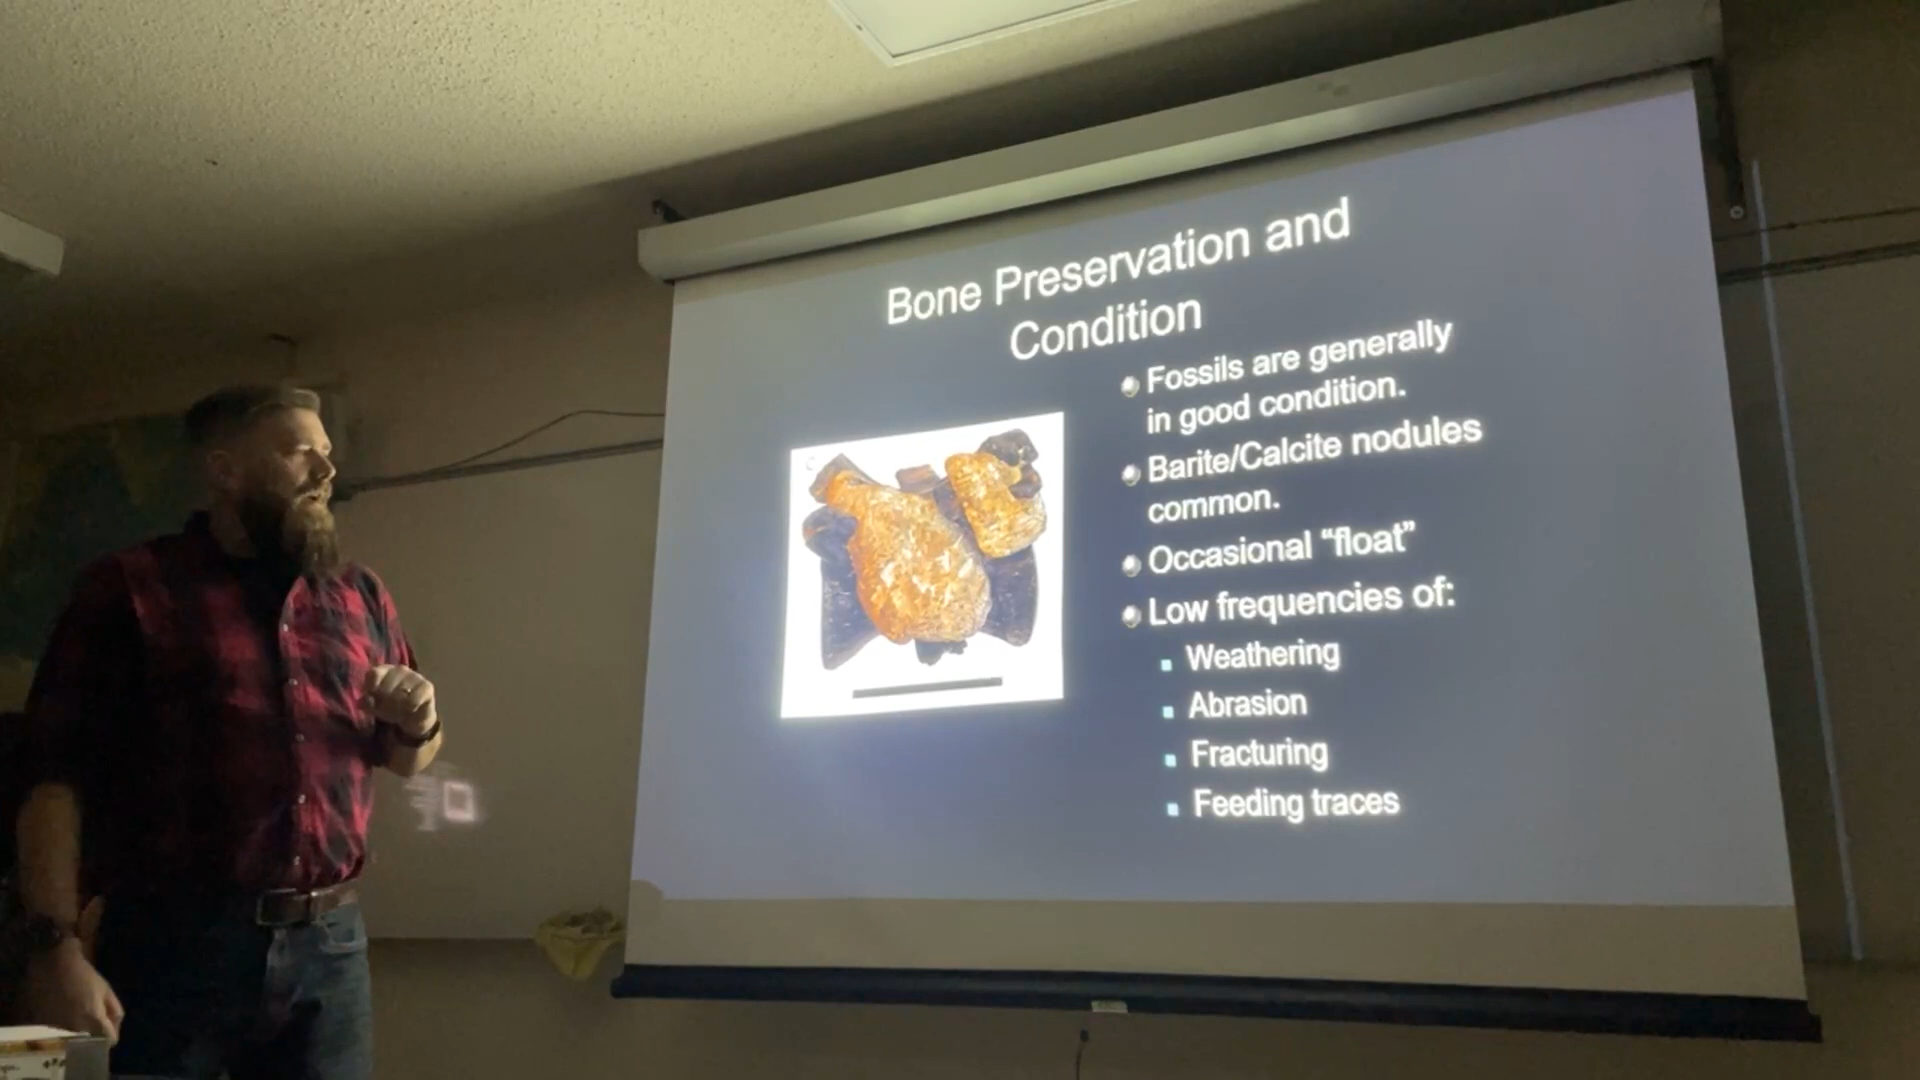 Bone Preservation and
Condition
Fossils are generally
in good condition.
Barite/Calcite nodules
common.
Occasional “float”
Low frequencies of:
Weathering
Abrasion
Fracturing
Feeding traces